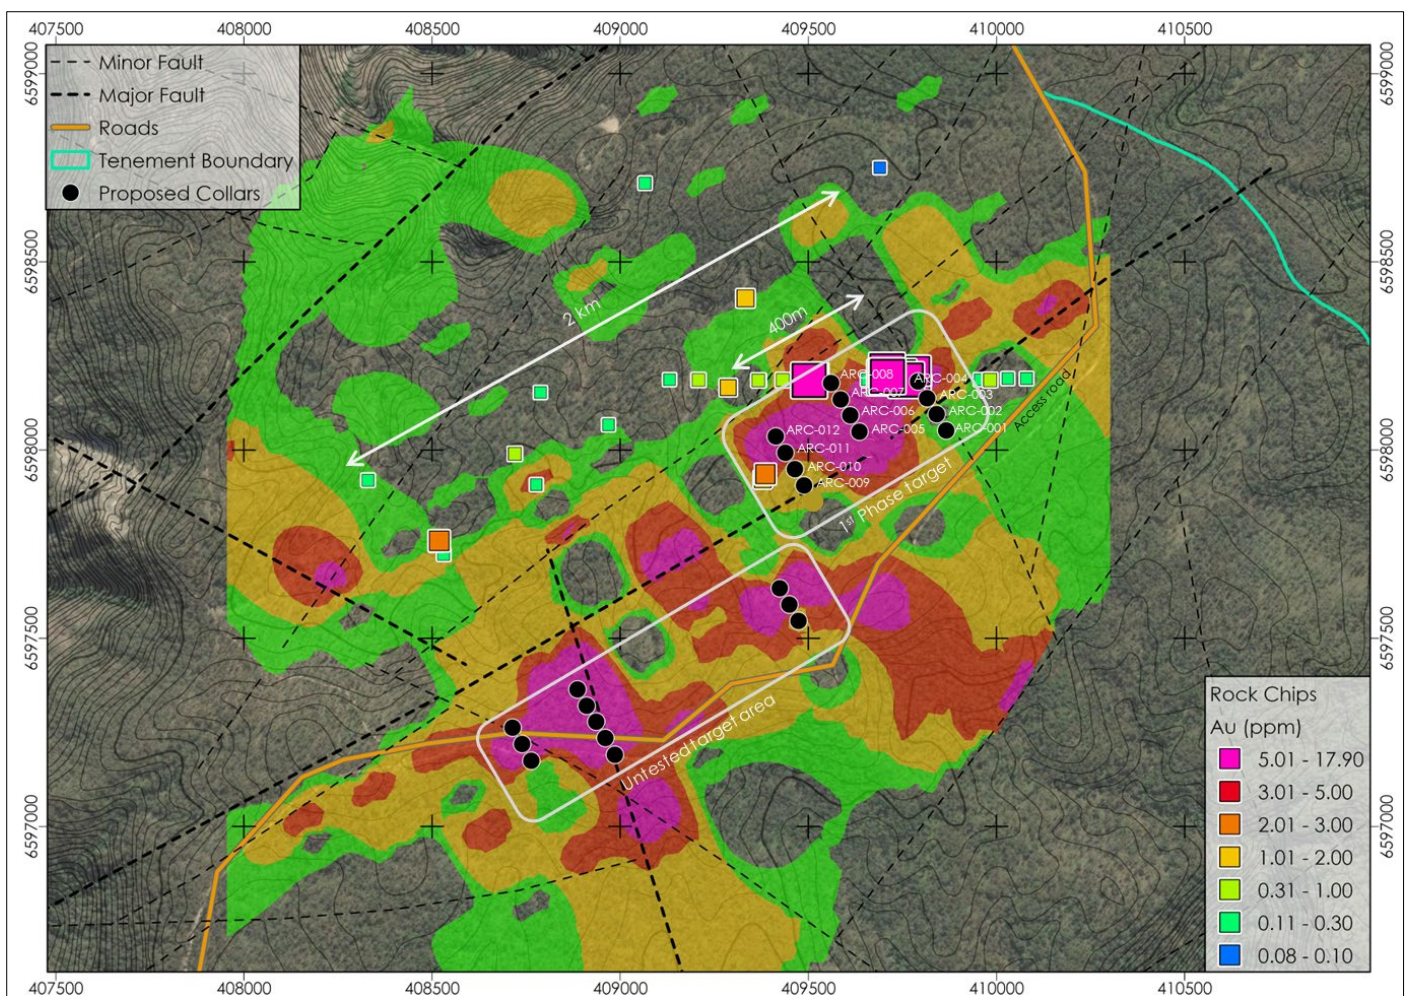 407500 408000 408500 409000 409500 410000 410500
6599000
6598500
6598000
6597500
6597000
6599000
6598500
6598000
6597500
6597000
Minor Fault
Major Fault
Roads
Tenement Boundary
Proposed Collars
2 km
400m
ARC-008
ARC-004
ARC-007
ARC-003
ARC-006
ARC-002
ARC-012
ARC-005
ARC-001
ARC-011
ARC-010
ARC-009
Access road
1st Phase target
Untested target area
Rock Chips
Au (ppm)
5.01 - 17.90
3.01 - 5.00
2.01 - 3.00
1.01 - 2.00
0.31 - 1.00
0.11 - 0.30
0.08 - 0.10
407500 408000 408500 409000 409500 410000 410500